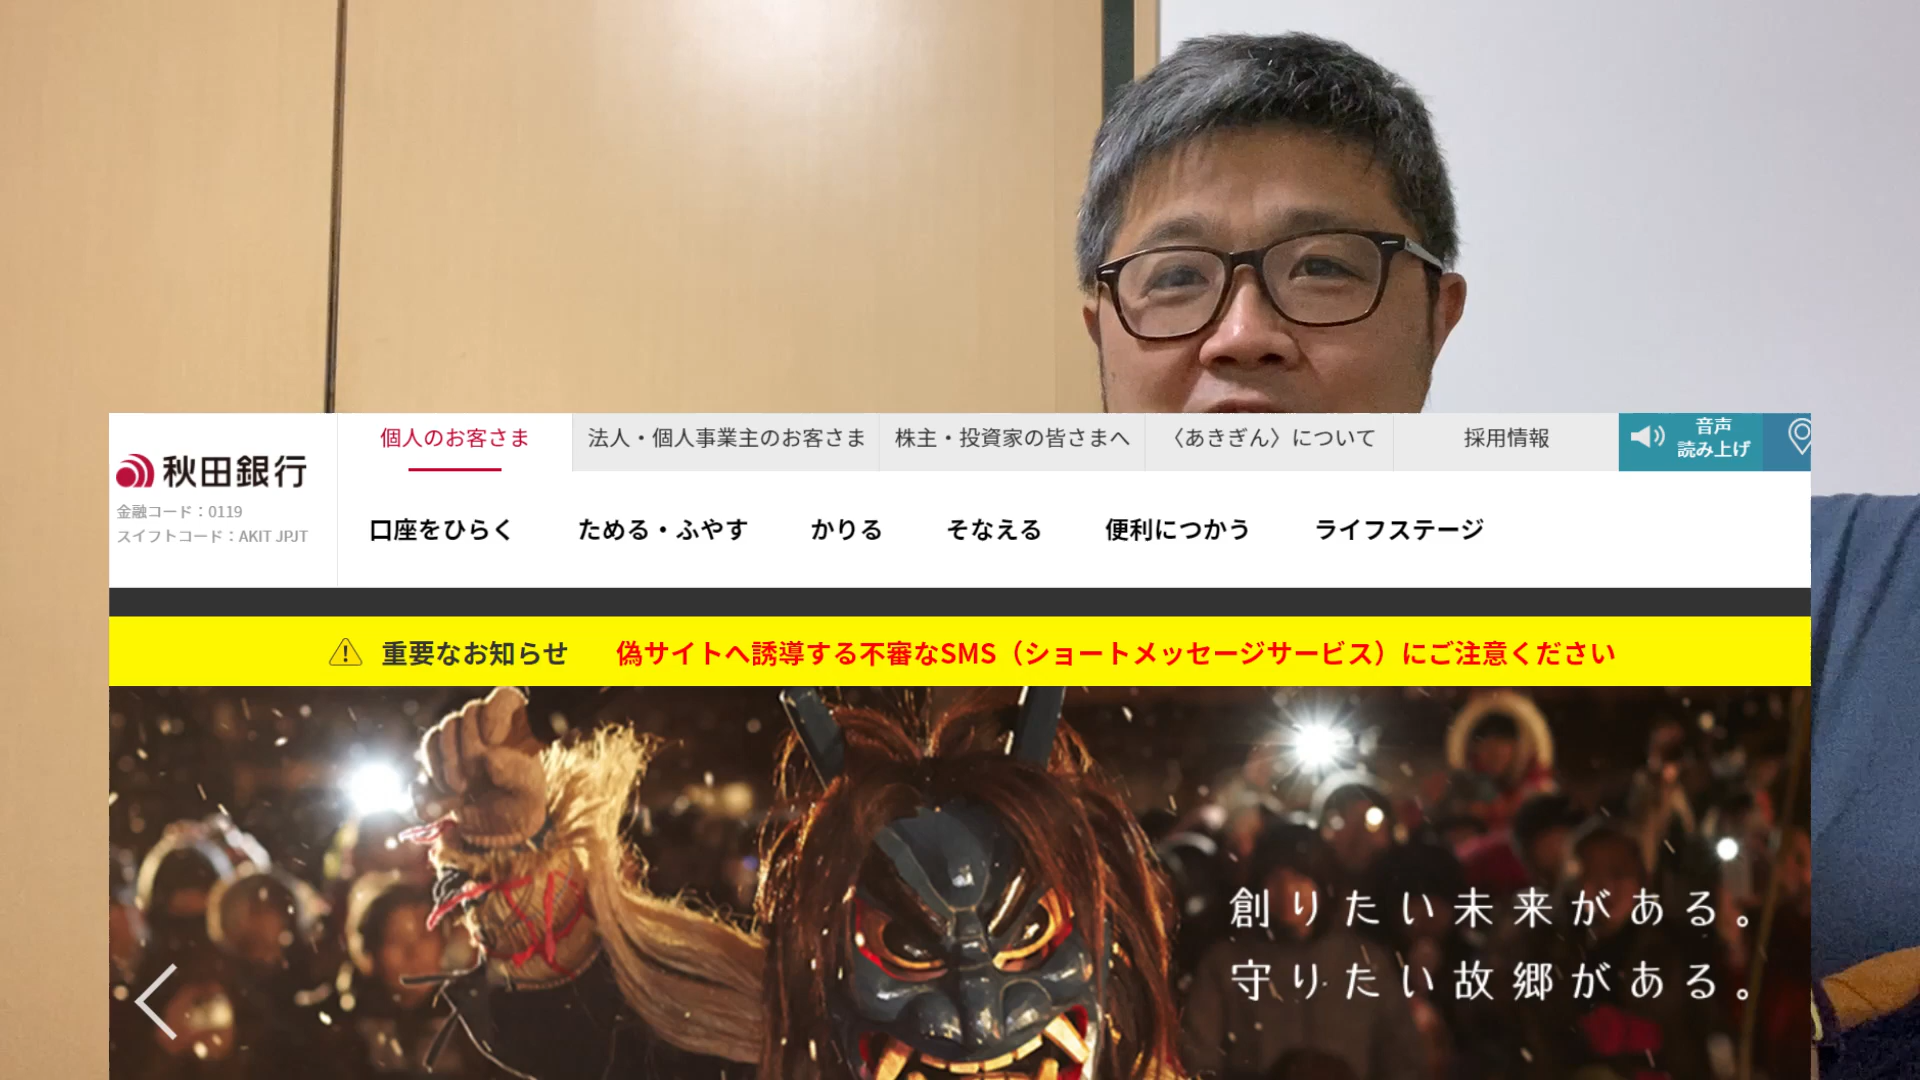 個人のお客さま
法人・個人事業主のお客さま
株主・投資家の皆さまへ
〈あきぎん〉について
採用情報
音声
読み上げ
秋田銀行
金融コード：0119
スイフトコード：AKIT JPJT
口座をひらく
ためる・ふやす
かりる
そなえる
便利につかう
ライフステージ
重要なお知らせ 偽サイトへ誘導する不審なSMS（ショートメッセージサービス）にご注意ください
創りたい未来がある。
守りたい故郷がある。